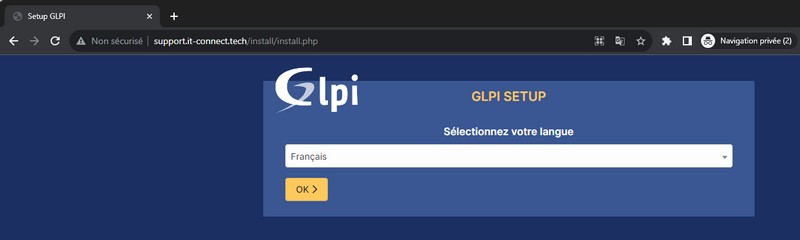 Setup GLPI
Non sécurisé | support.it-connect.tech/install/install.php
Navigation privée (2)
Glpi
GLPI SETUP
Sélectionnez votre langue
Français
OK